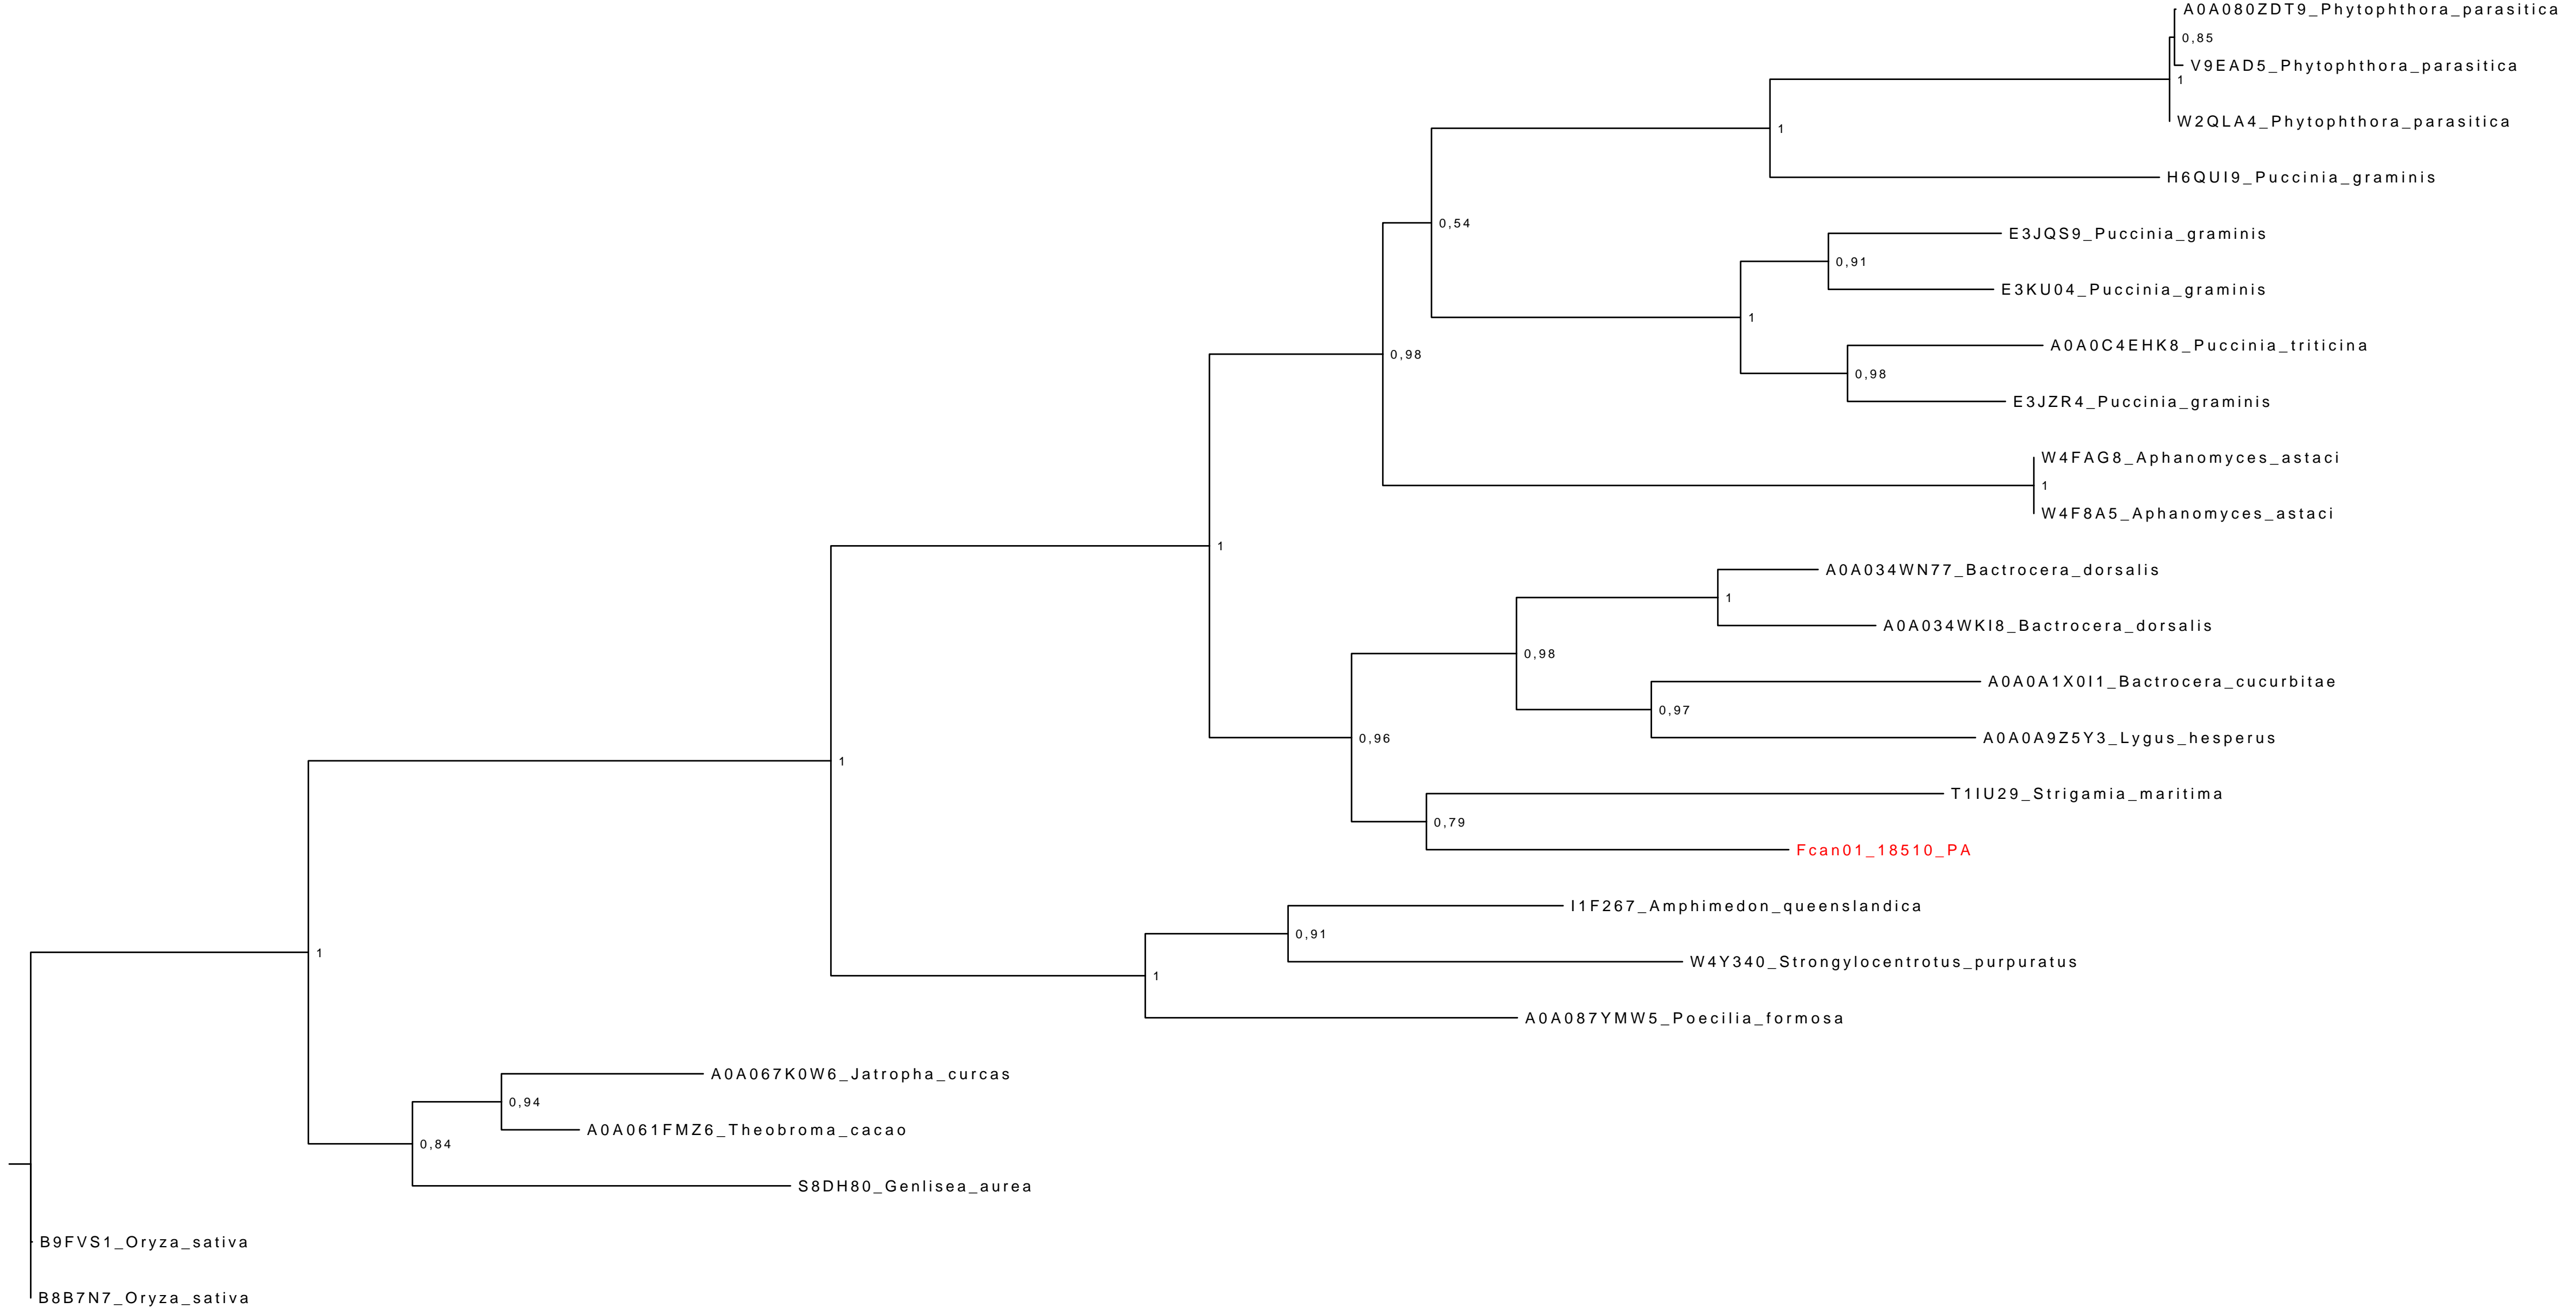 A0A080ZDT9_Phytophthora_parasitica
0,85
V9EAD5_Phytophthora_parasitica
1
W2QLA4_Phytophthora_parasitica
1
H6QUI9_Puccinia_graminis
0,54
E3JQS9_Puccinia_graminis
0,91
E3KU04_Puccinia_graminis
1
A0A0C4EHK8_Puccinia_triticina
0,98
0,98
E3JZR4_Puccinia_graminis
W4FAG8_Aphanomyces_astaci
1
W4F8A5_Aphanomyces_astaci
1
A0A034WN77_Bactrocera_dorsalis
1
A0A034WKI8_Bactrocera_dorsalis
0,98
A0A0A1X0I1_Bactrocera_cucurbitae
0,97
0,96
A0A0A9Z5Y3_Lygus_hesperus
1
T1IU29_Strigamia_maritima
0,79
Fcan01_18510_PA
I1F267_Amphimedon_queenslandica
0,91
1
W4Y340_Strongylocentrotus_purpuratus
1
A0A087YMW5_Poecilia_formosa
A0A067K0W6_Jatropha_curcas
0,94
A0A061FMZ6_Theobroma_cacao
0,84
S8DH80_Genlisea_aurea
B9FVS1_Oryza_sativa
B8B7N7_Oryza_sativa